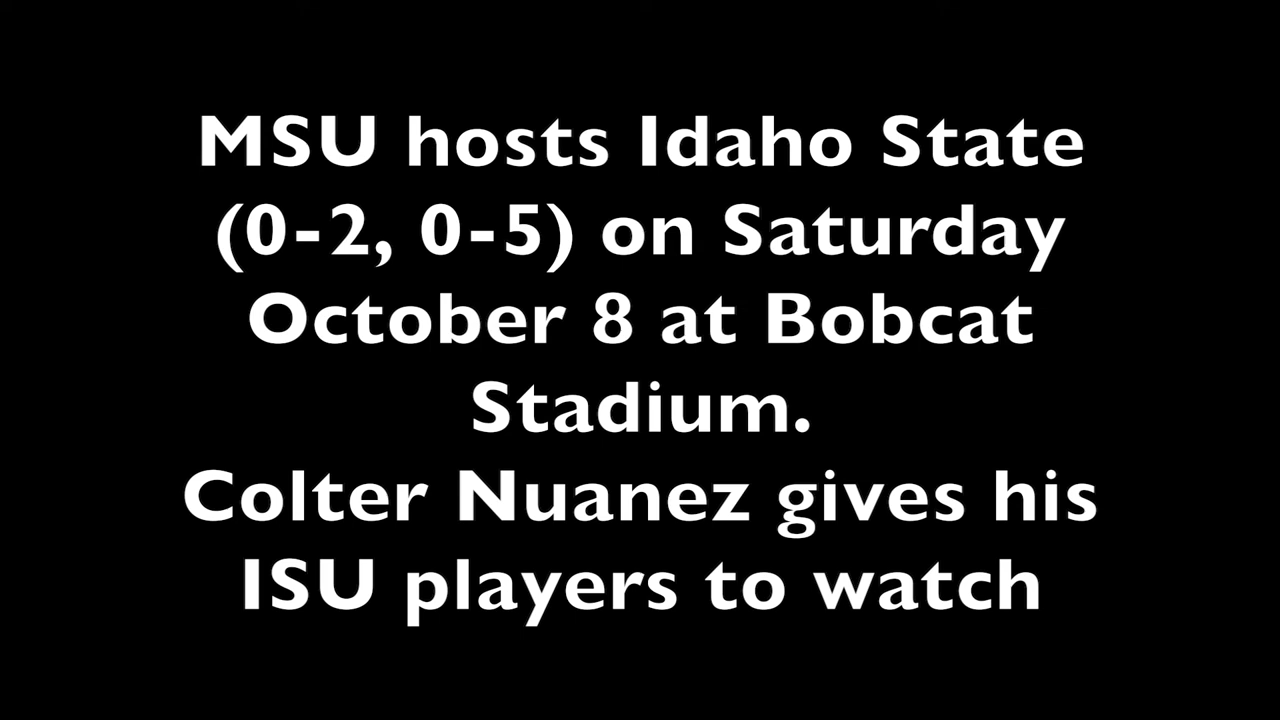 MSU hosts Idaho State
(0-2, 0-5) on Saturday
October 8 at Bobcat
Stadium.
Colter Nuanez gives his
ISU players to watch